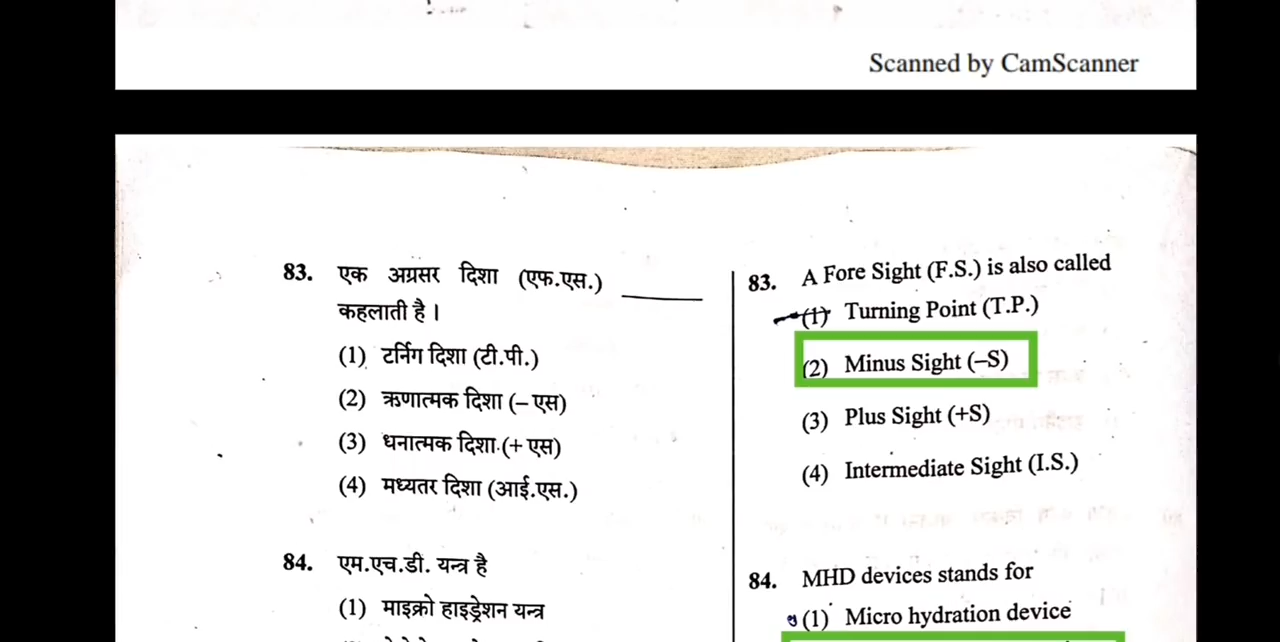 Scanned by CamScanner
83. एक अग्रसर दिशा (एफ.एस.) ______
कहलाती है।
(1) टर्निंग दिशा (टी.पी.)
(2) ऋणात्मक दिशा (– एस)
(3) धनात्मक दिशा (+ एस)
(4) मध्यतर दिशा (आई.एस.)
84. एम.एच.डी. यन्त्र है
(1) माइक्रो हाइड्रेशन यन्त्र
83. A Fore Sight (F.S.) is also called
(1) Turning Point (T.P.)
(2) Minus Sight (–S)
(3) Plus Sight (+S)
(4) Intermediate Sight (I.S.)
84. MHD devices stands for
(1) Micro hydration device